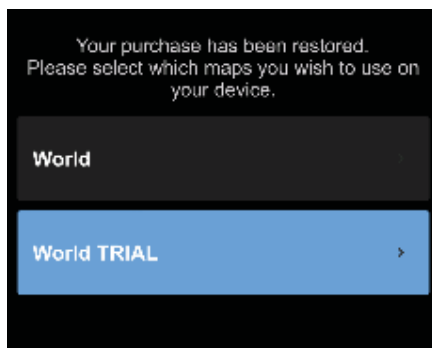 Your purchase has been restored.
Please select which maps you wish to use on
your device.
World
World TRIAL